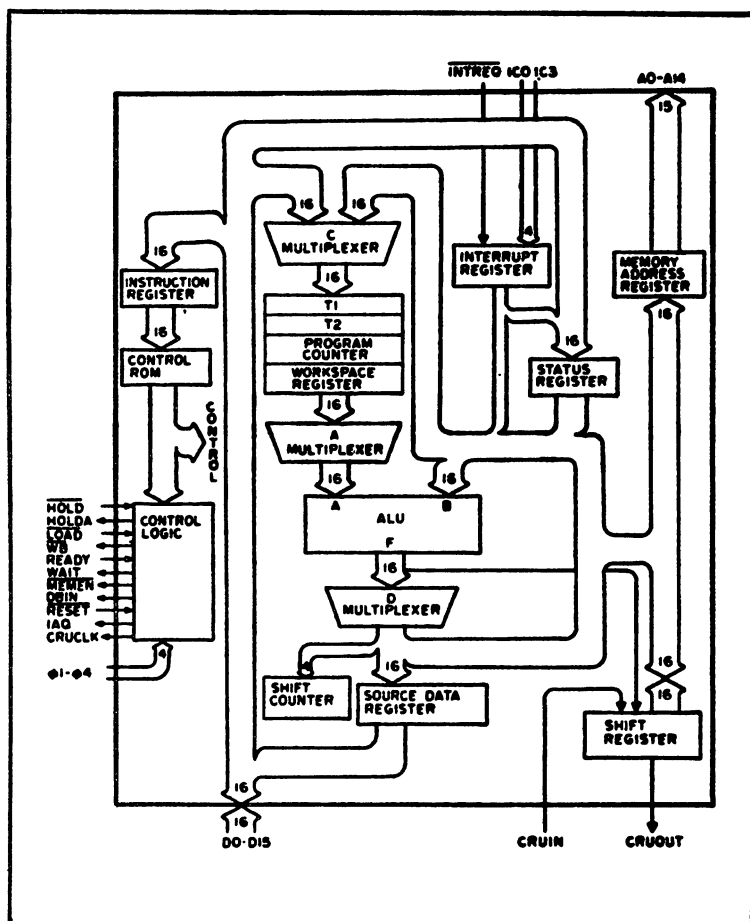 INTREQ IC0 IC3
A0-A14
15
16
16
16
C
MULTIPLEXER
4
16
INTERRUPT
REGISTER
MEMORY
ADDRESS
REGISTER
INSTRUCTION
REGISTER
16
16
T1
T2
PROGRAM
COUNTER
WORKSPACE
REGISTER
16
CONTROL
ROM
16
STATUS
REGISTER
16
A
MULTIPLEXER
CONTROL
16
16
A
B
ALU
F
HOLD
HOLDA
LOAD
WB
READY
WAIT
MEMEN
DBIN
RESET
IAQ
CRUCLK
CONTROL
LOGIC
16
D
MULTIPLEXER
4
ϕ1-ϕ4
4
16
16
16
SHIFT
COUNTER
SOURCE DATA
REGISTER
SHIFT
REGISTER
16
16
D0-D15
CRUIN
CRUOUT